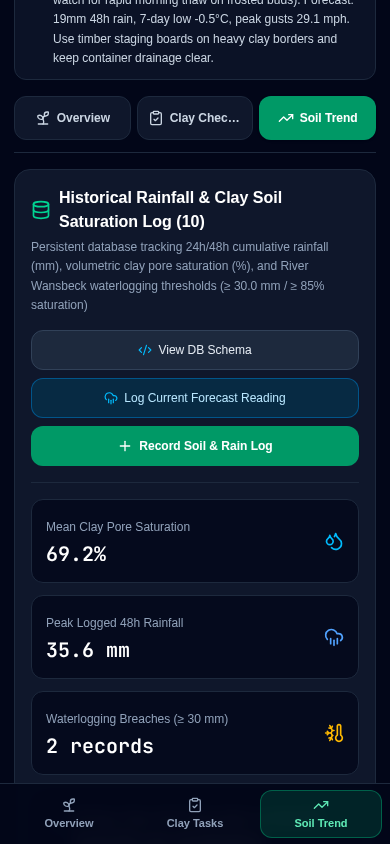 watch for rapid morning thaw on frosted buds). Forecast:
19mm 48h rain, 7-day low -0.5°C, peak gusts 29.1 mph.
Use timber staging boards on heavy clay borders and
keep container drainage clear.
Overview
Clay Chec...
Soil Trend
Historical Rainfall & Clay Soil
Saturation Log (10)
Persistent database tracking 24h/48h cumulative rainfall
(mm), volumetric clay pore saturation (%), and River
Wansbeck waterlogging thresholds (≥ 30.0 mm / ≥ 85%
saturation)
View DB Schema
Log Current Forecast Reading
Record Soil & Rain Log
Mean Clay Pore Saturation
69.2%
Peak Logged 48h Rainfall
35.6 mm
Waterlogging Breaches (≥ 30 mm)
2 records
Overview
Clay Tasks
Soil Trend